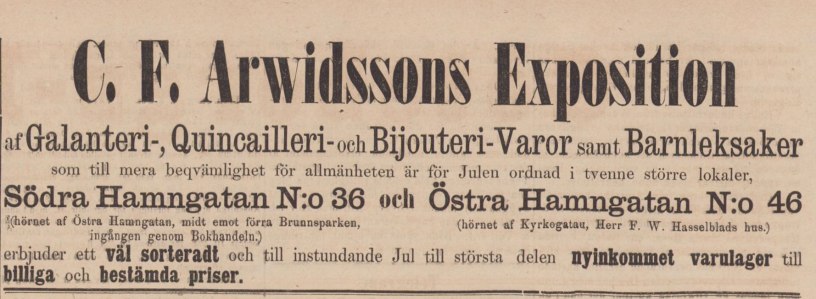 C. F. Arwidssons Exposition
af Galanteri-, Quincailleri- och Bijouteri-Varor samt Barnleksaker
som till mera beqvämlighet för allmänheten är för Julen ordnad i tvenne större lokaler,
Södra Hamngatan N:o 36 och Östra Hamngatan N:o 46
(hörnet af Östra Hamngatan, midt emot förra Brunnsparken, (hörnet af Kyrkogatau, Herr F. W. Hasselblads hus.)
ingången genom Bokhandeln.)
erbjuder ett väl sorteradt och till instundande Jul till största delen nyinkommet varulager till
billiga och bestämda priser.